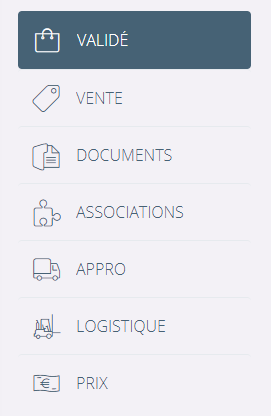 VALIDÉ
VENTE
DOCUMENTS
ASSOCIATIONS
APPRO
LOGISTIQUE
€
PRIX